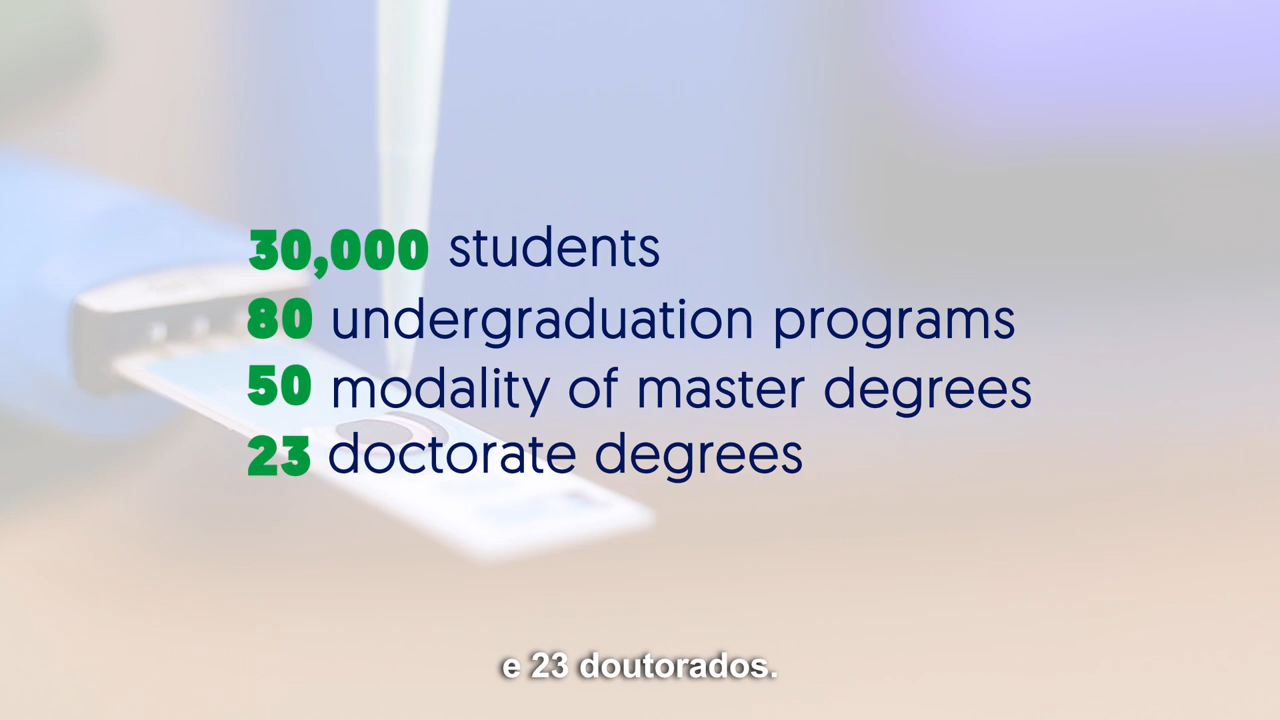 30,000 students
80 undergraduation programs
50 modality of master degrees
23 doctorate degrees
e 23 doutorados.